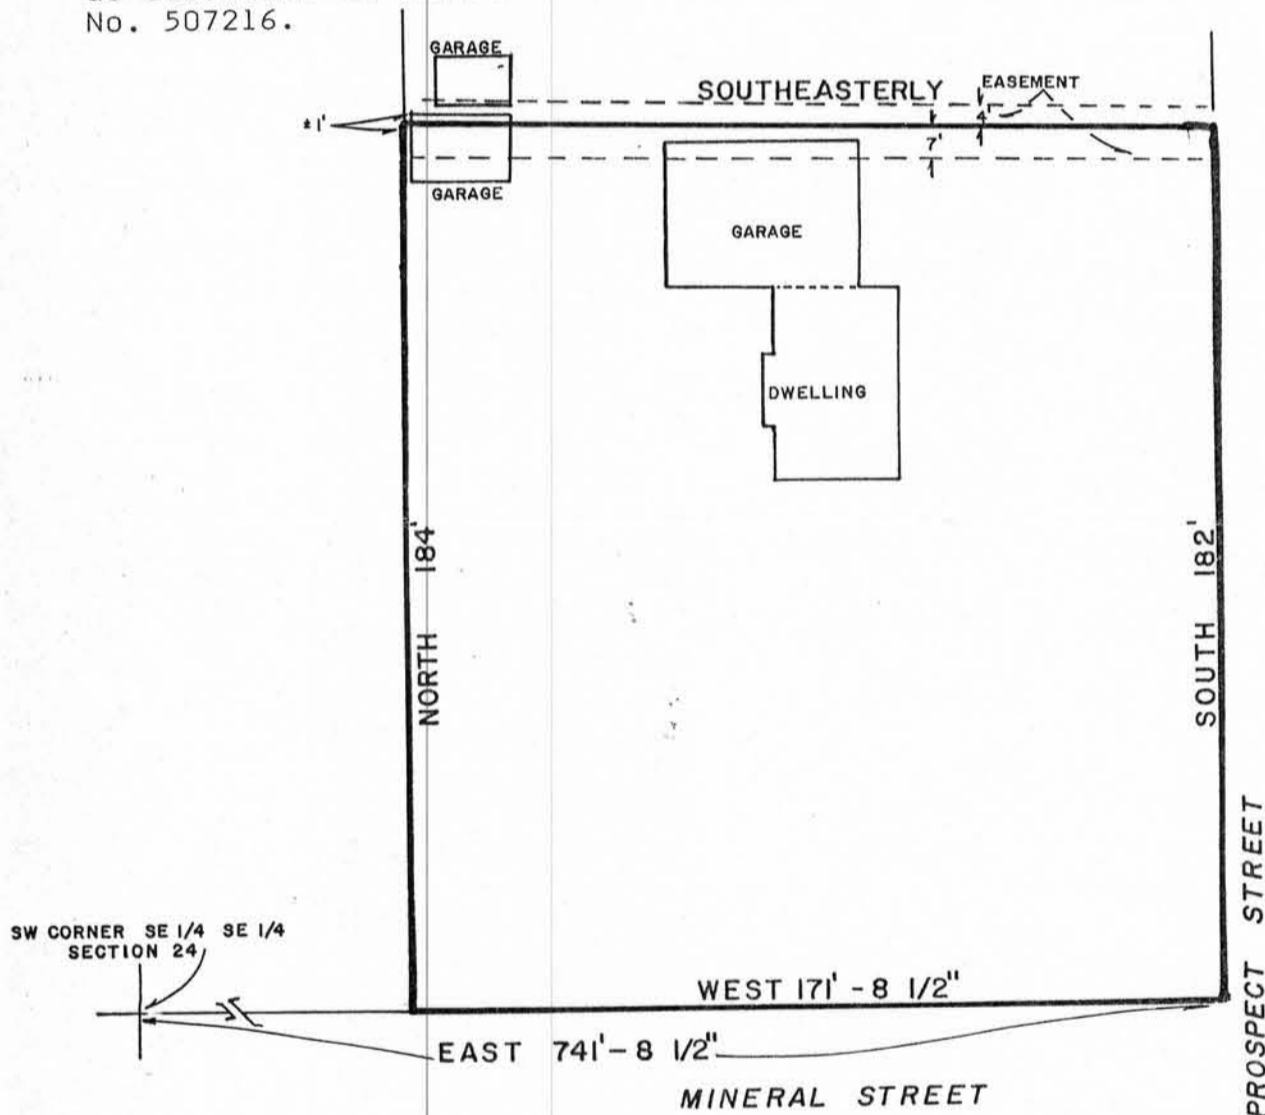 No. 507216.
GARAGE
SOUTHEASTERLY
EASEMENT
4'
±1'
7'
GARAGE
GARAGE
DWELLING
NORTH 184'
SOUTH 182'
PROSPECT STREET
SW CORNER SE 1/4 SE 1/4
SECTION 24
WEST 171' - 8 1/2"
EAST 741' - 8 1/2"
MINERAL STREET